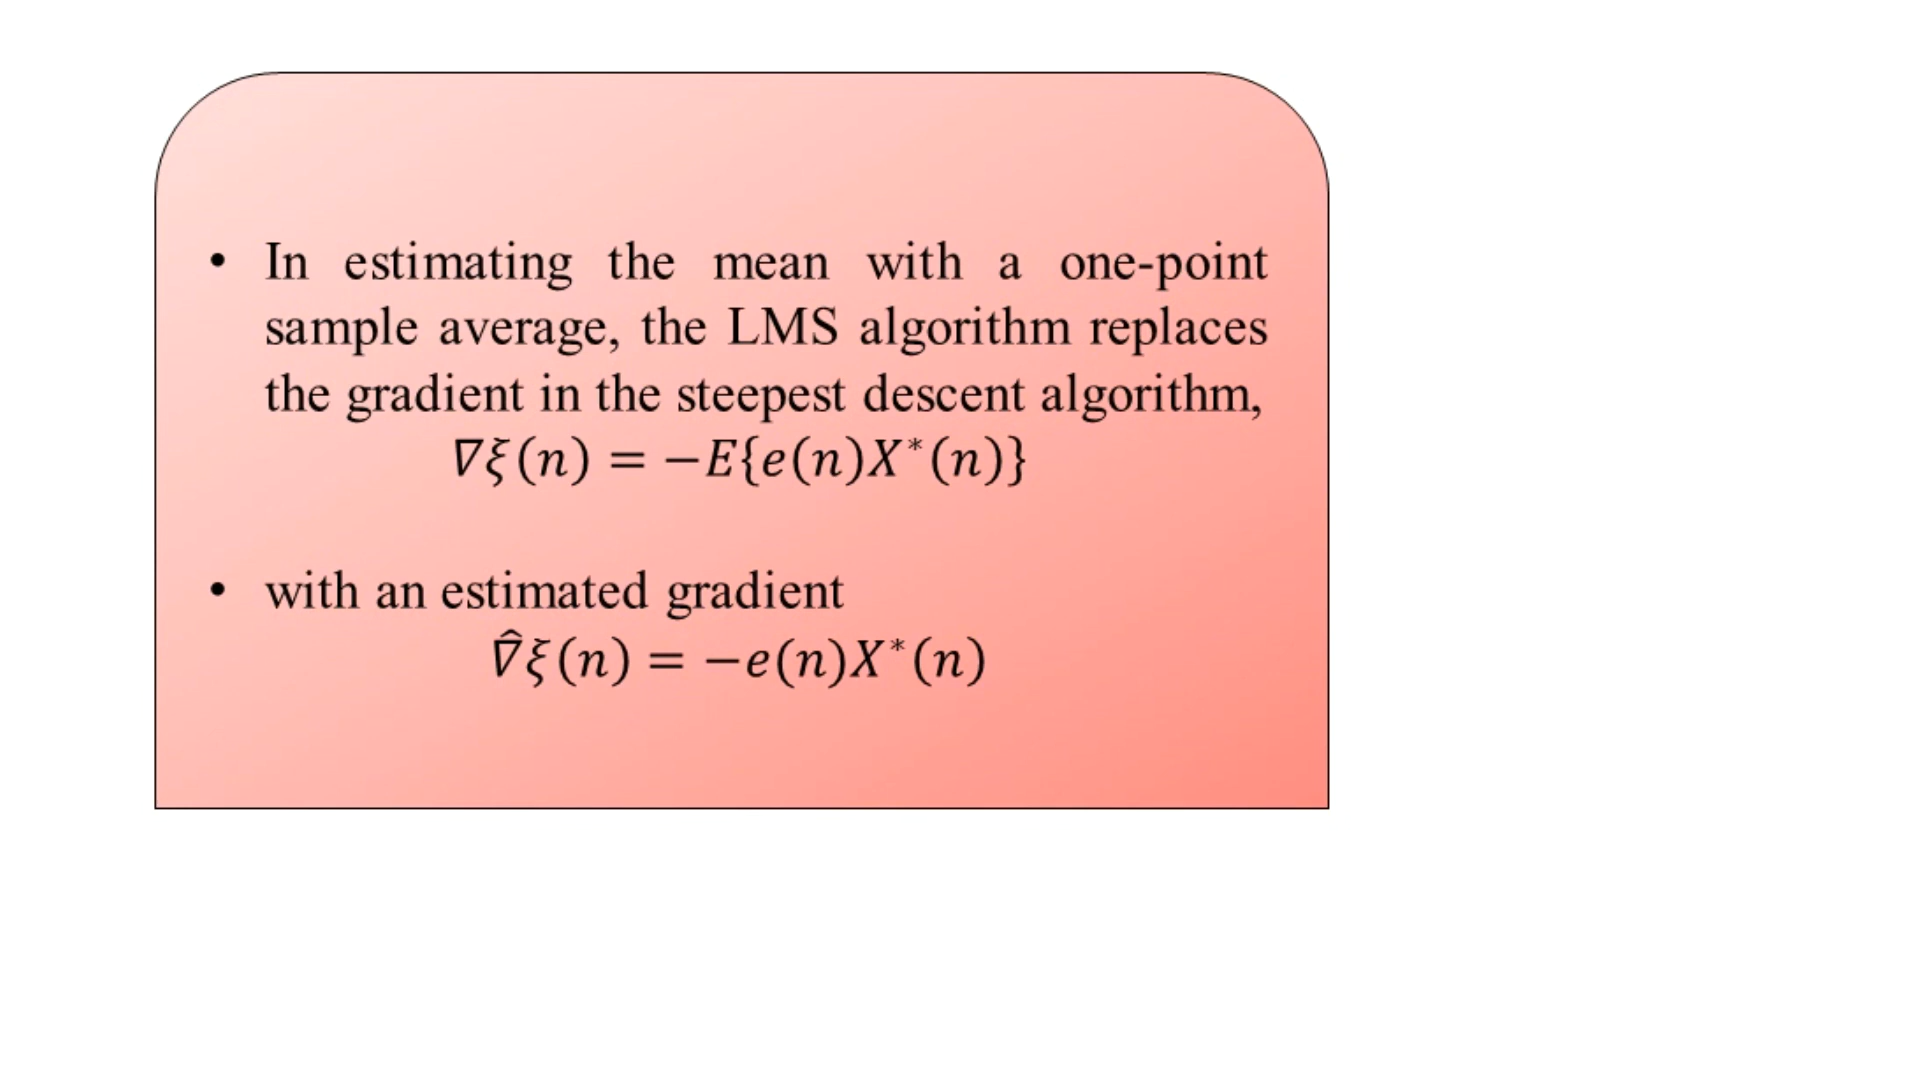 • In estimating the mean with a one-point
sample average, the LMS algorithm replaces
the gradient in the steepest descent algorithm,
∇ξ(n) = −E{e(n)X*(n)}
• with an estimated gradient
∇̂ξ(n) = −e(n)X*(n)